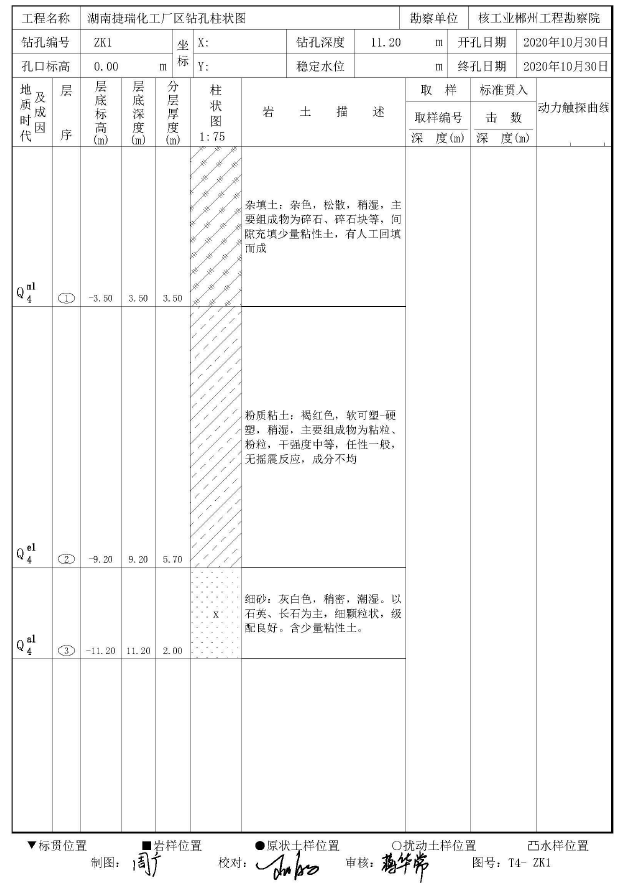 工程名称 湖南捷瑞化工厂区钻孔柱状图 勘察单位 核工业郴州工程勘察院
钻孔编号 ZK1 坐标 X: 钻孔深度 11.20 m 开孔日期 2020年10月30日
孔口标高 0.00 m Y: 稳定水位 m 终孔日期 2020年10月30日
地质时代及成因 层序 层底标高(m) 层底深度(m) 分层厚度(m) 柱状图 1:75 岩土描述 取样 标准贯入 动力触探曲线
取样编号 击数
深度(m) 深度(m)
杂填土：杂色，松散，稍湿，主
要组成物为碎石、碎石块等，间
隙充填少量粘性土，有人工回填
而成
Q4ml ① -3.50 3.50 3.50
粉质粘土：褐红色，软可塑-硬
塑，稍湿，主要组成物为粘粒、
粉粒，干强度中等，任性一般，
无摇震反应，成分不均
Q4el ② -9.20 9.20 5.70
细砂：灰白色，稍密，潮湿。以
石英、长石为主，细颗粒状，级
配良好。含少量粘性土。
X
Q4al ③ -11.20 11.20 2.00
▼标贯位置 ■岩样位置 ●原状土样位置 ○扰动土样位置 凸水样位置
制图： 周广 校对： 审核： 蒋华常 图号：T4- ZK1